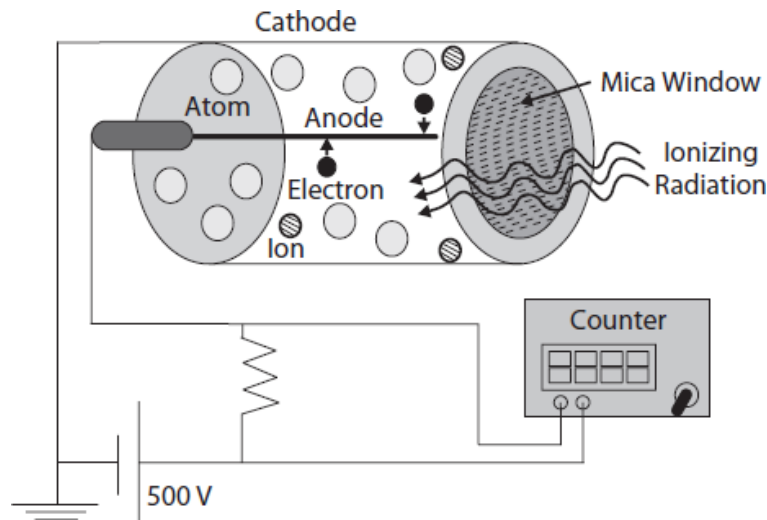 Cathode
Mica Window
Atom
Anode
Ionizing
Radiation
Electron
Ion
Counter
500 V